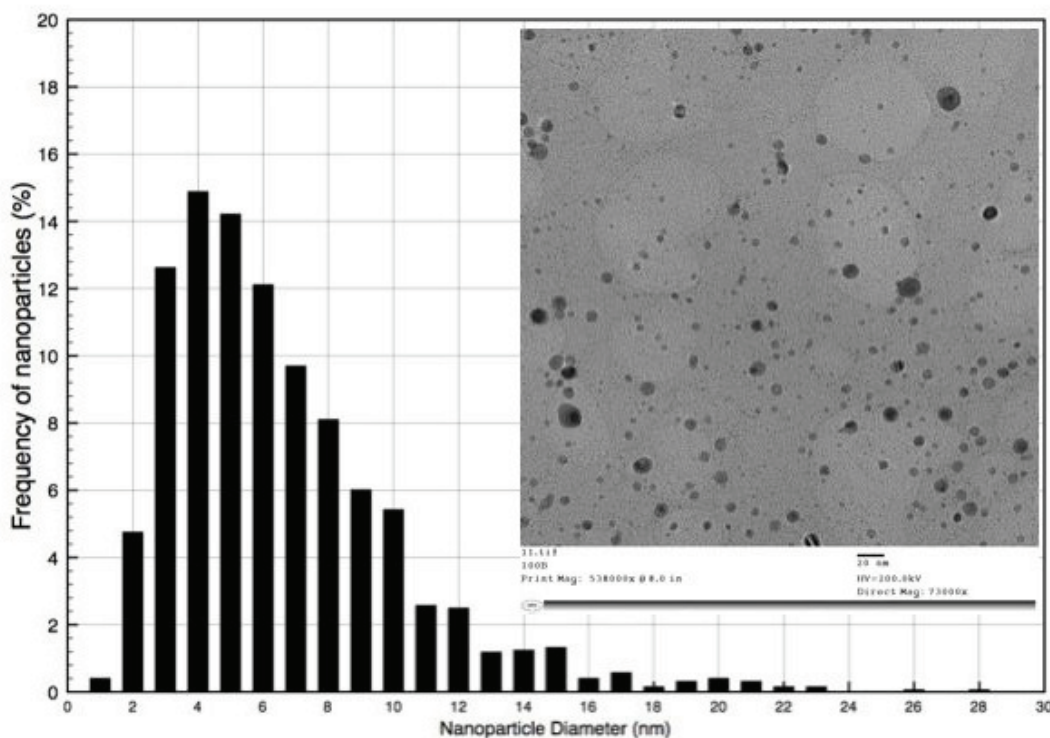 20
18
16
14
12
10
8
6
4
2
0
Frequency of nanoparticles (%)
0 2 4 6 8 10 12 14 16 18 20 22 24 26 28 30
Nanoparticle Diameter (nm)
11.tif
100B
Print Mag: 538000x @ 8.0 in
20 nm
HV=200.0kV
Direct Mag: 73000x